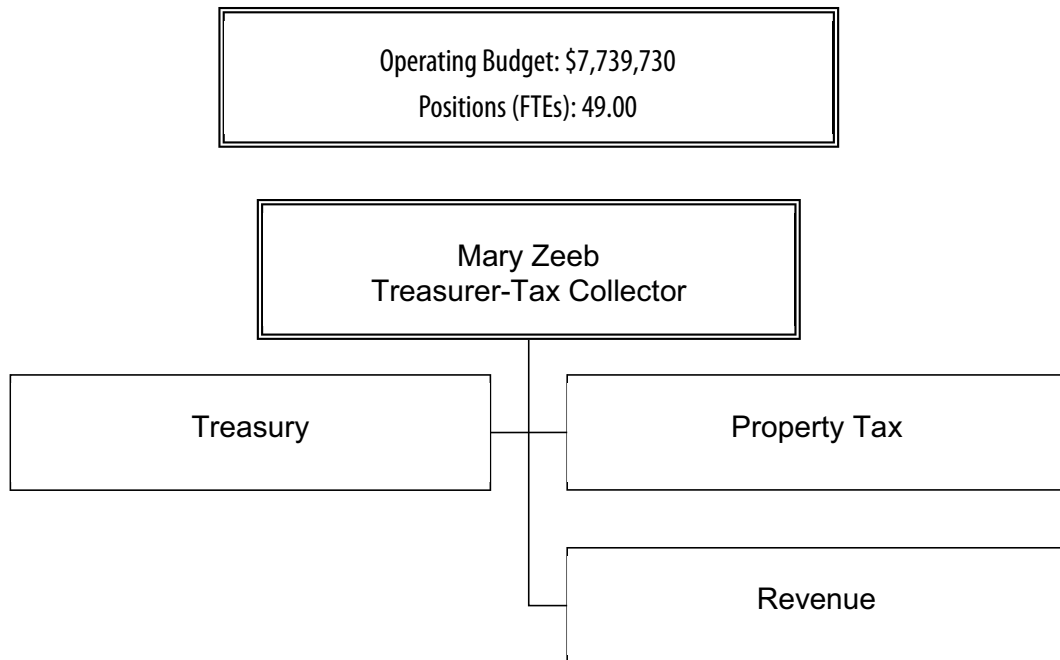 Operating Budget: $7,739,730
Positions (FTEs): 49.00
Mary Zeeb
Treasurer-Tax Collector
Treasury
Property Tax
Revenue